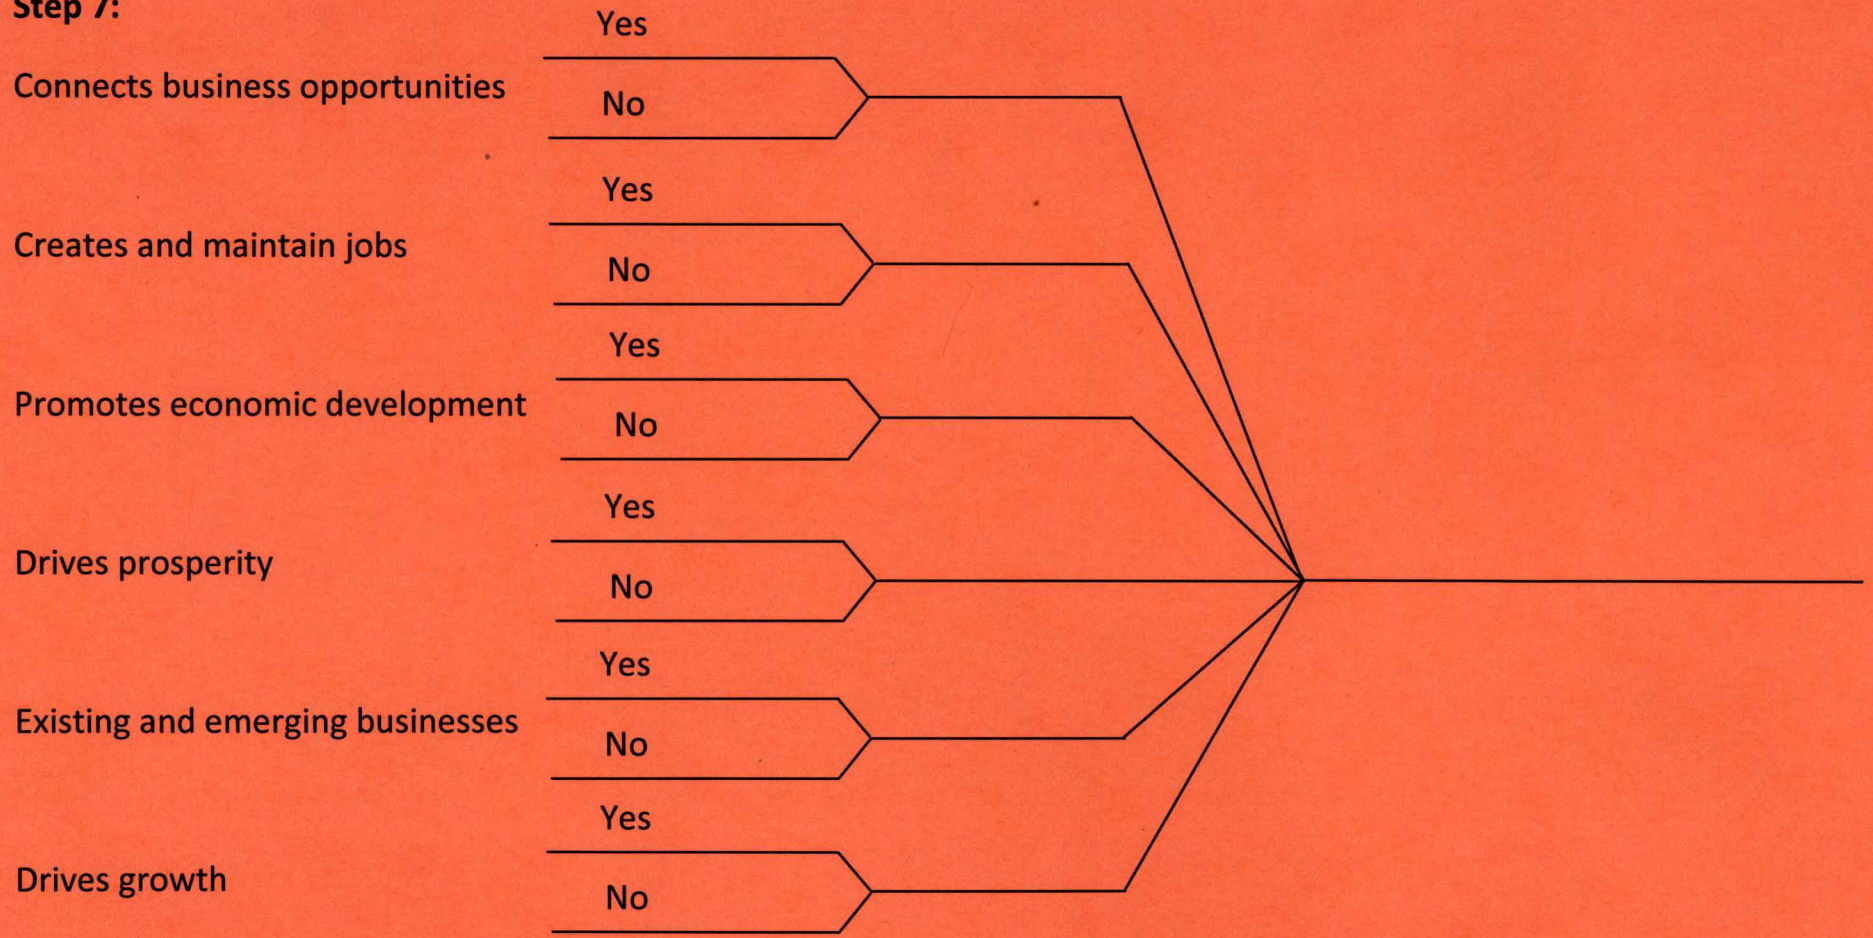 Step 7:
Yes
Connects business opportunities
No
Yes
Creates and maintain jobs
No
Yes
Promotes economic development
No
Yes
Drives prosperity
No
Yes
Existing and emerging businesses
No
Yes
Drives growth
No